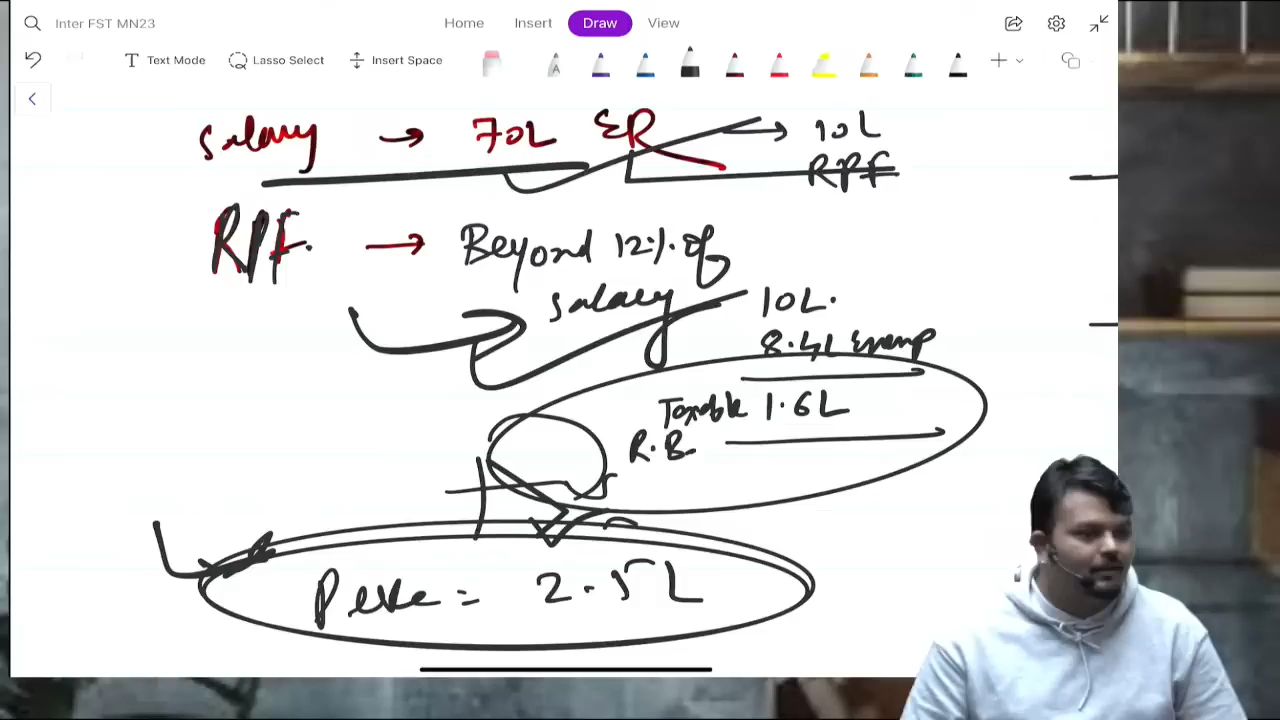 Inter FST MN23
Home Insert Draw View
Text Mode Lasso Select Insert Space
A
Salary → 70L ER → 10L
RPF
RPF. → Beyond 12% of
salary
10L.
8.4L Exemp
Taxable 1.6L
R.B.
= 2.5L